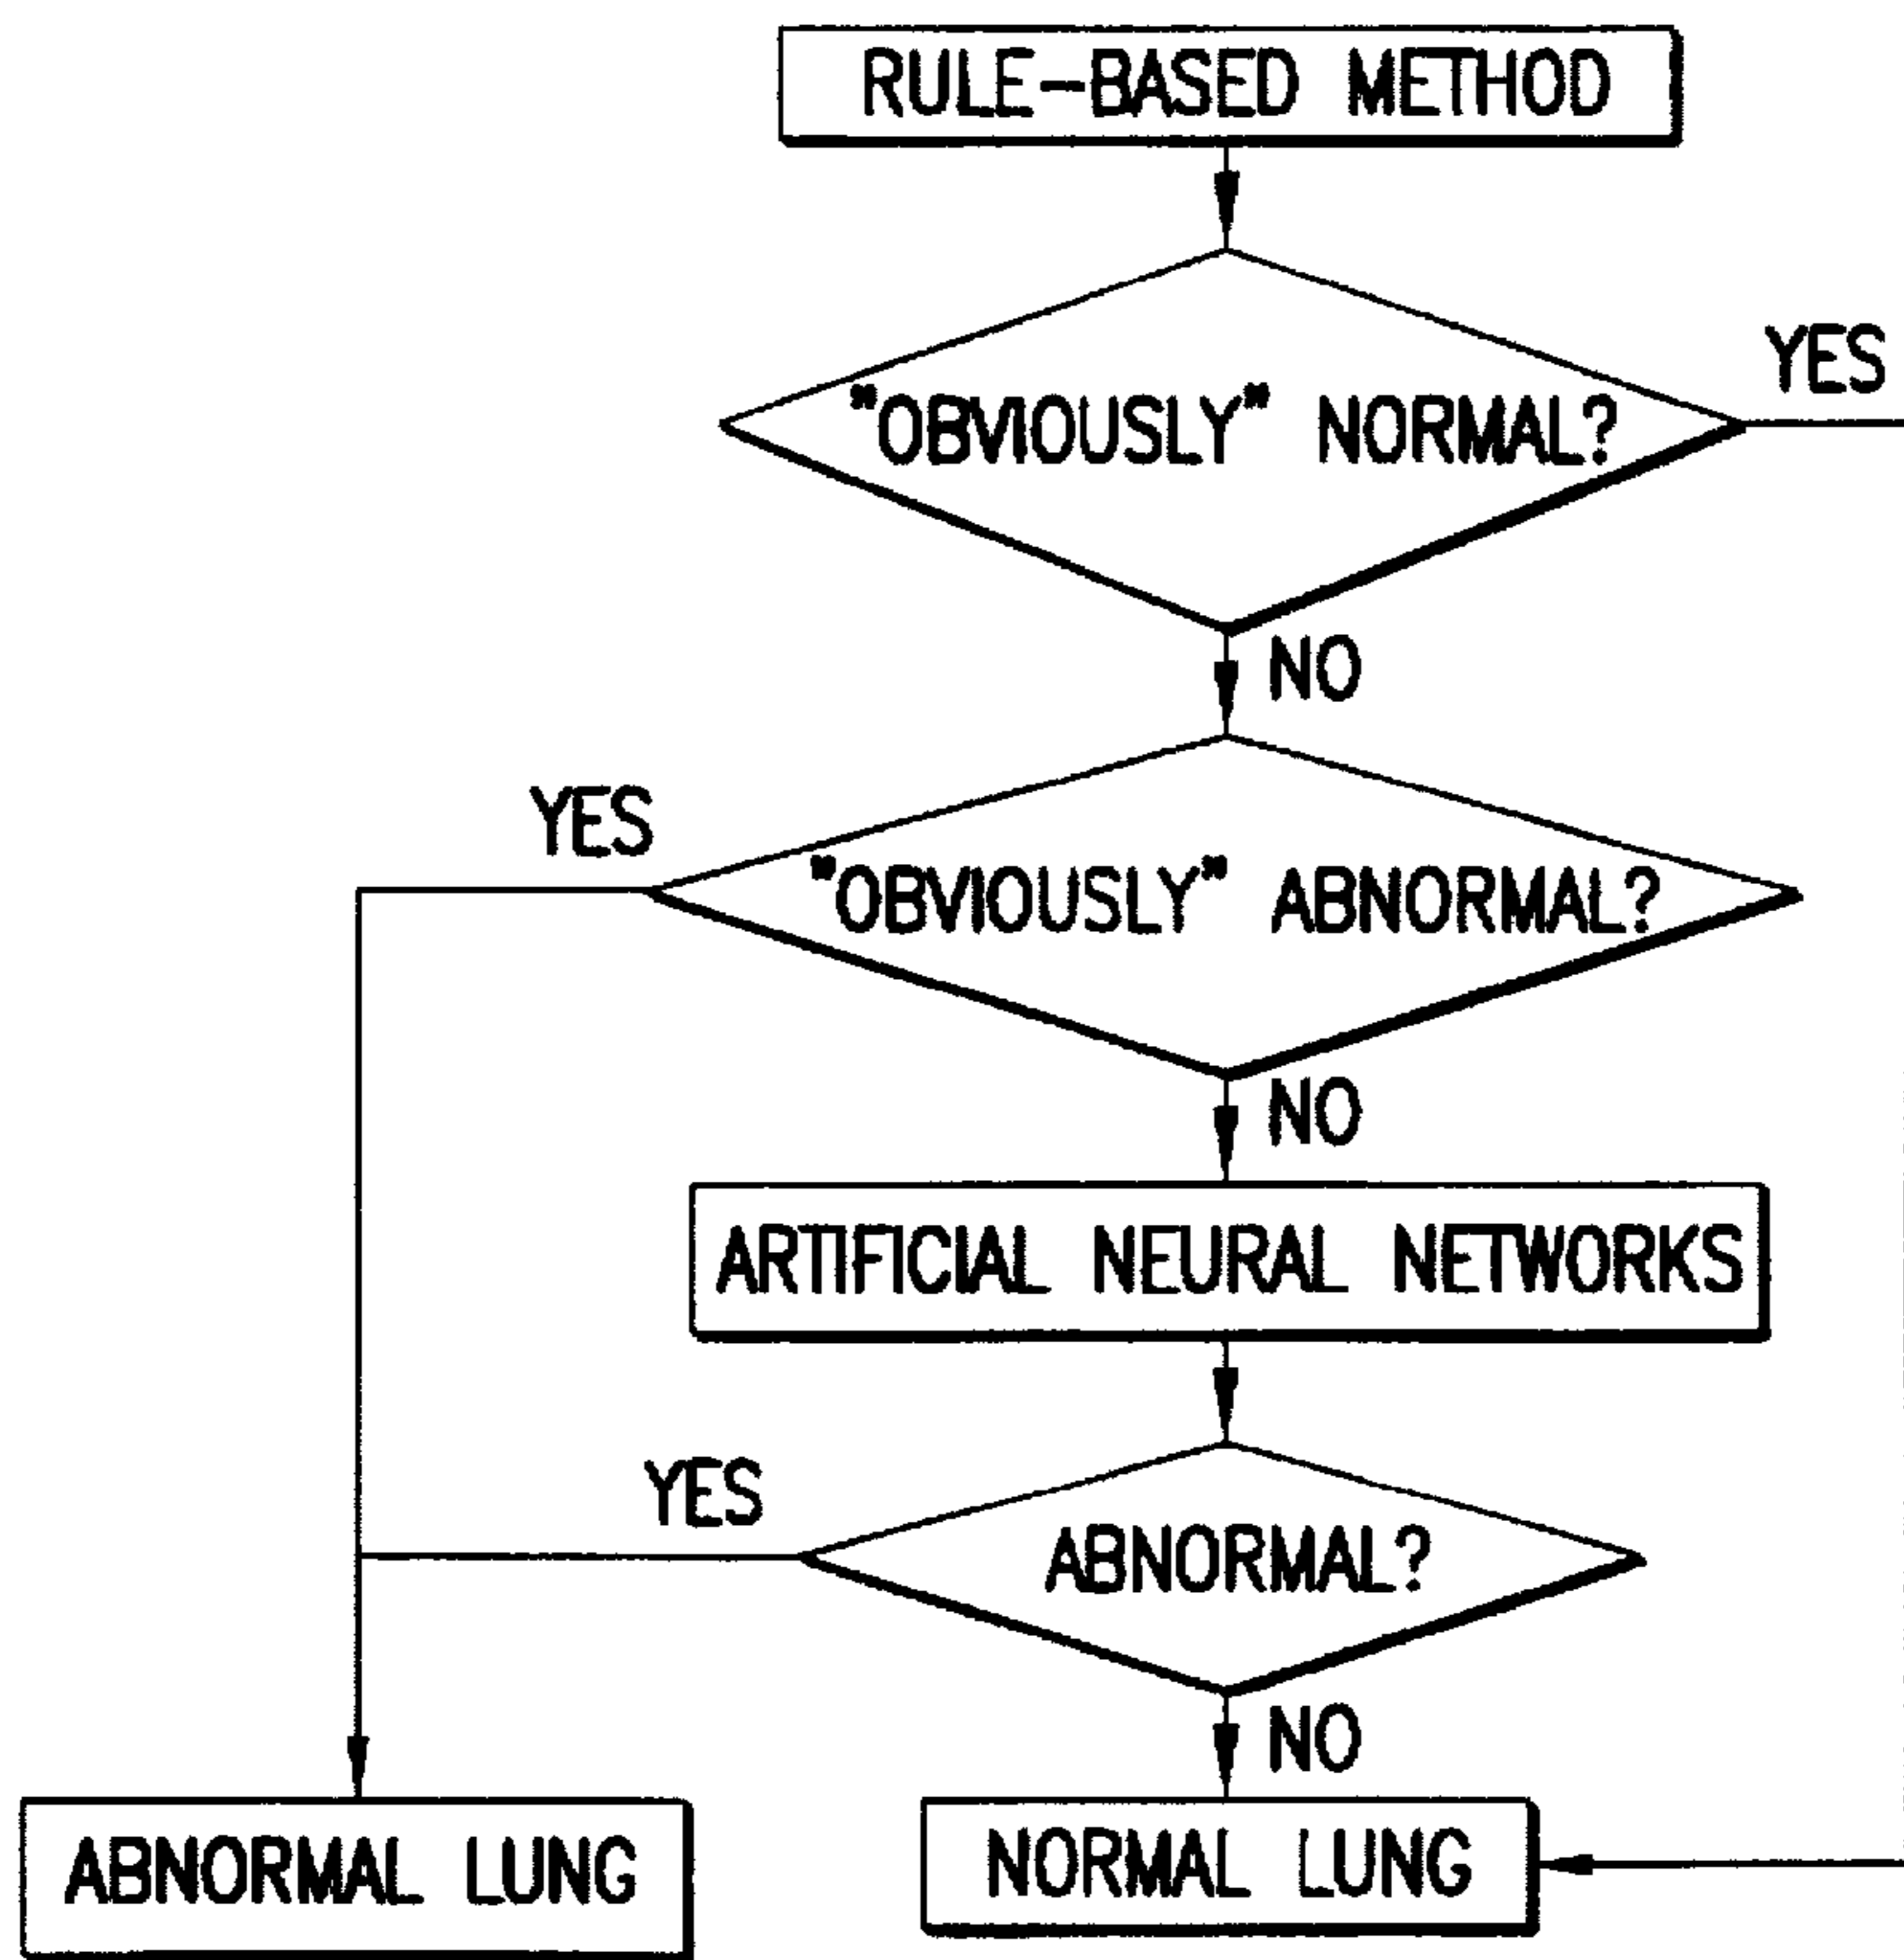 RULE-BASED METHOD
YES
"OBVIOUSLY" NORMAL?
NO
YES
"OBVIOUSLY" ABNORMAL?
NO
ARTIFICIAL NEURAL NETWORKS
YES
ABNORMAL?
NO
ABNORMAL LUNG
NORMAL LUNG